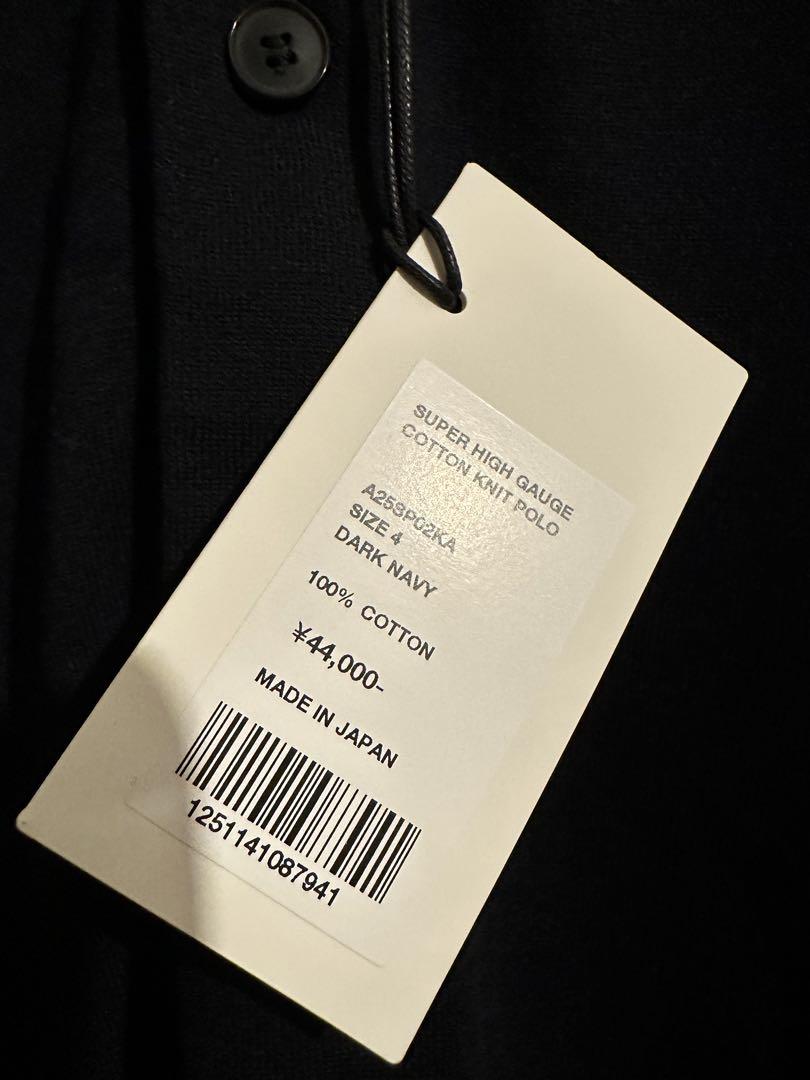 SUPER HIGH GAUGE
COTTON KNIT POLO
A25SP02KA
SIZE 4
DARK NAVY
100% COTTON
¥44,000-
MADE IN JAPAN
1251141087941